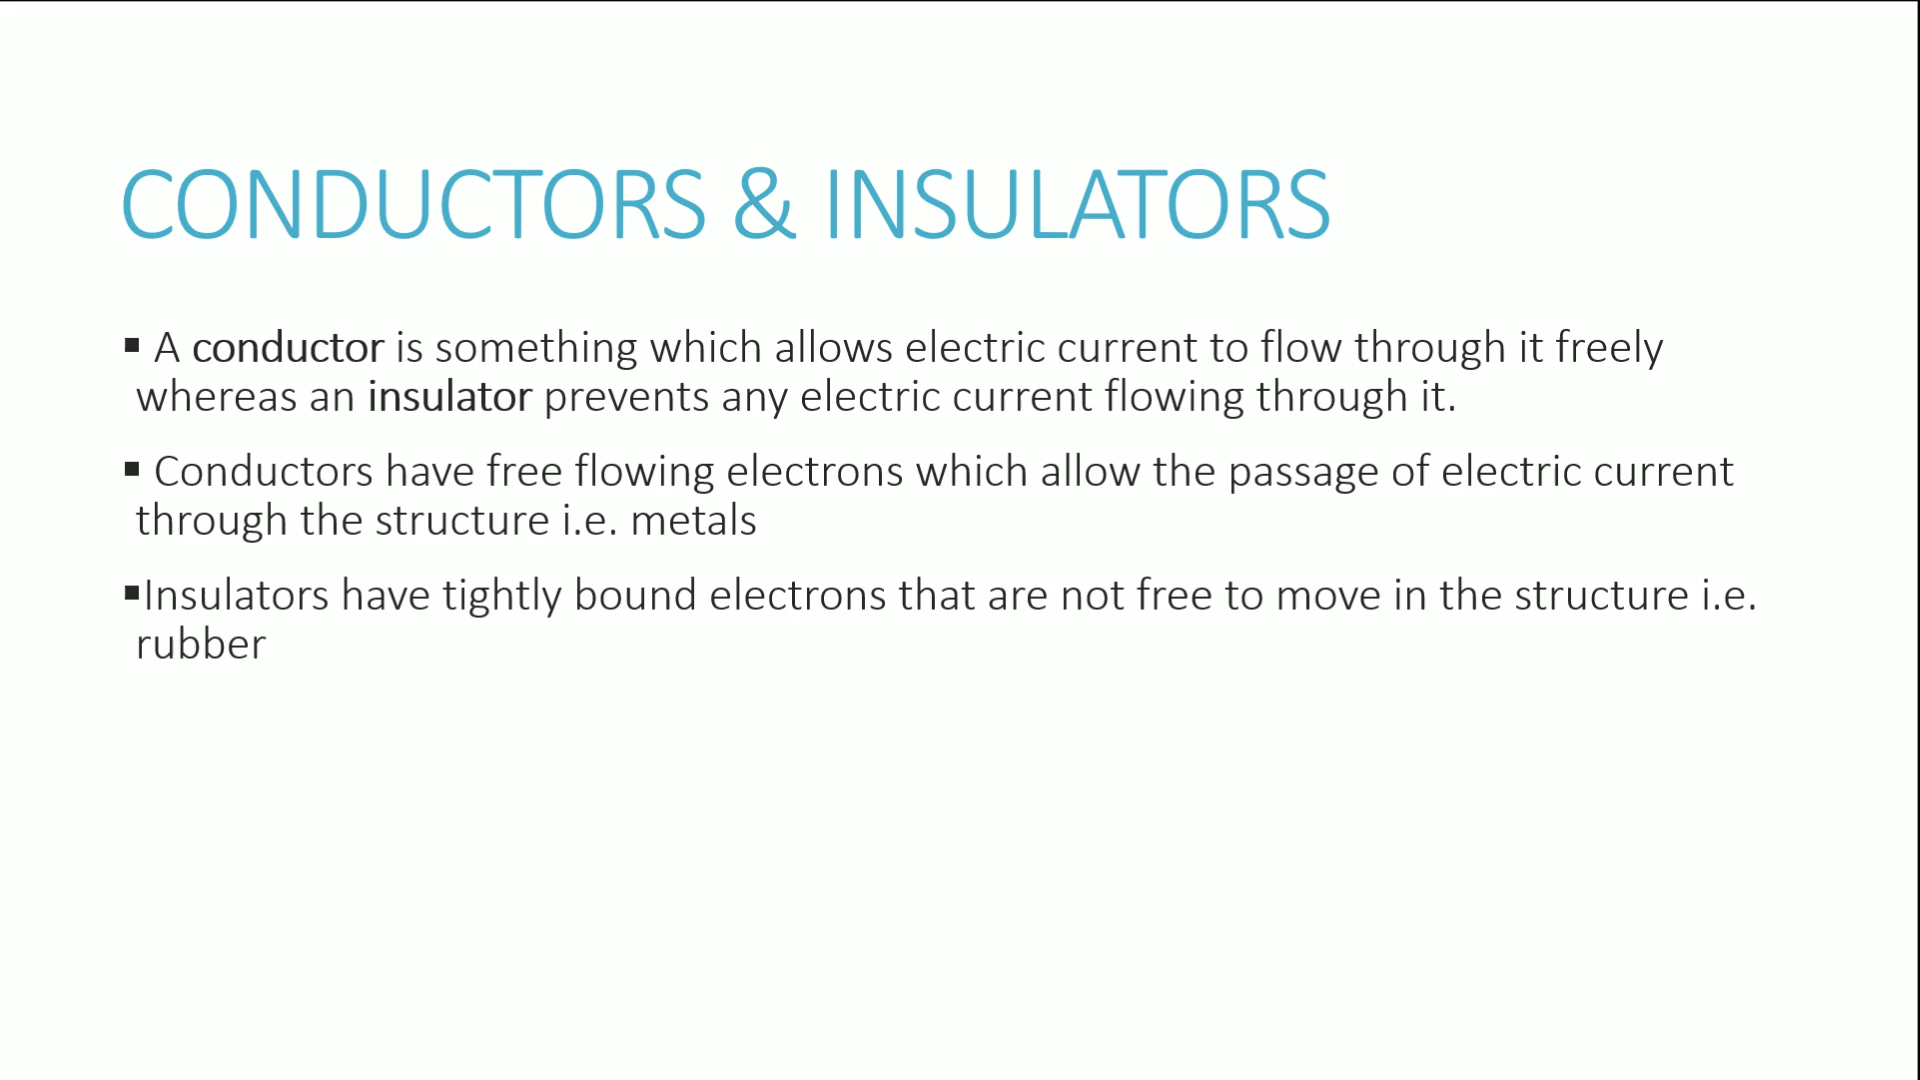 CONDUCTORS & INSULATORS
▪ A conductor is something which allows electric current to flow through it freely
whereas an insulator prevents any electric current flowing through it.
▪ Conductors have free flowing electrons which allow the passage of electric current
through the structure i.e. metals
▪Insulators have tightly bound electrons that are not free to move in the structure i.e.
rubber